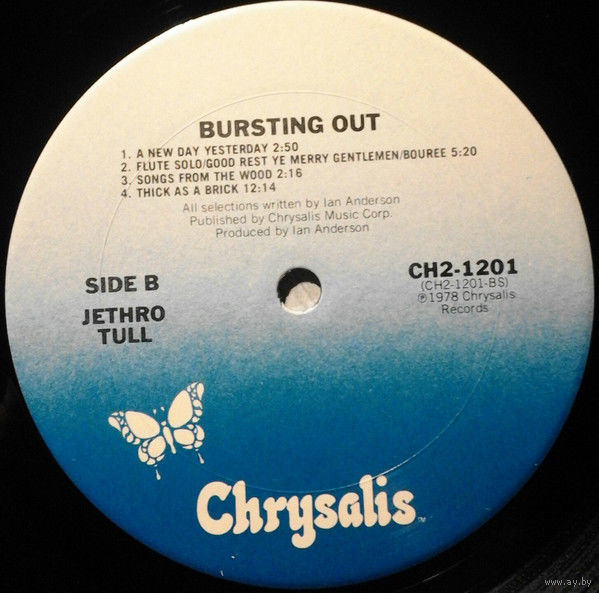 BURSTING OUT
1. A NEW DAY YESTERDAY 2:50
2. FLUTE SOLO/GOOD REST YE MERRY GENTLEMEN/BOUREE 5:20
3. SONGS FROM THE WOOD 2:16
4. THICK AS A BRICK 12:14
All selections written by Ian Anderson
Published by Chrysalis Music Corp.
Produced by Ian Anderson
SIDE B
JETHRO
TULL
CH2-1201
(CH2-1201-BS)
℗1978 Chrysalis
Records
Chrysalis™
www.ay.by